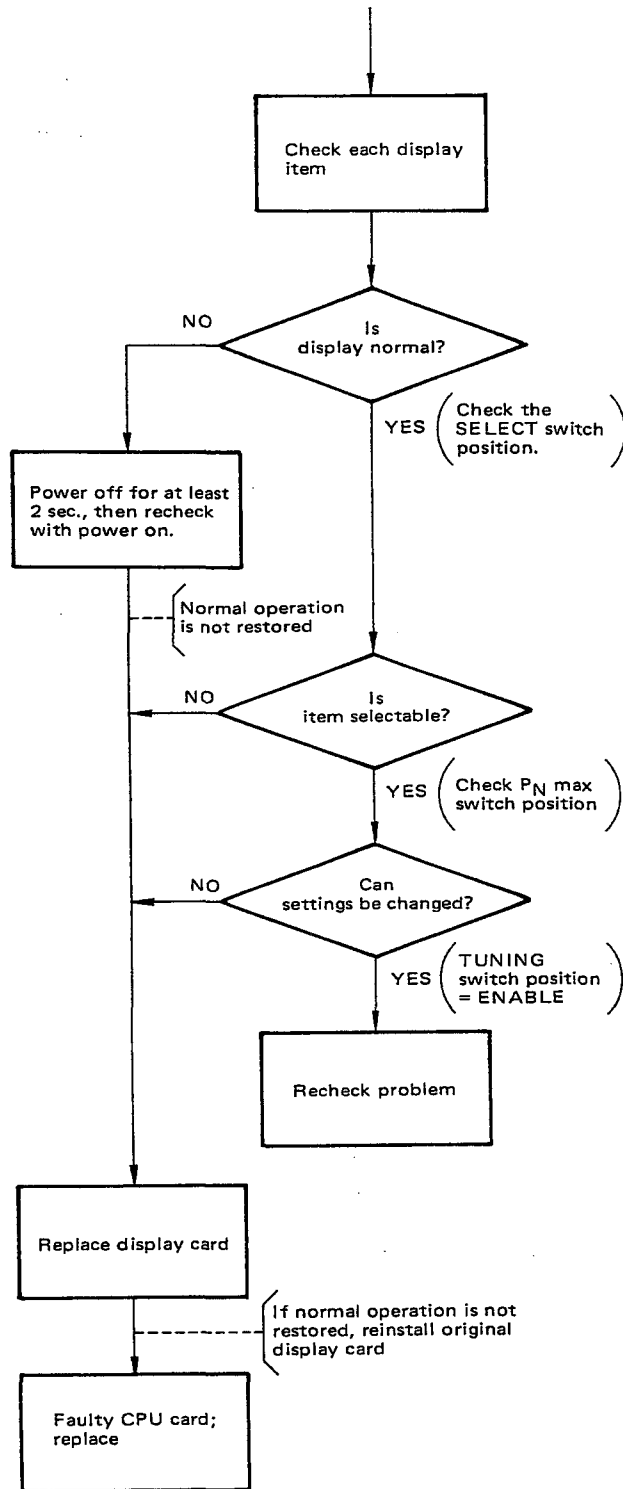 Check each display
item
NO
Is
display normal?
YES
Check the
SELECT switch
position.
Power off for at least
2 sec., then recheck
with power on.
Normal operation
is not restored
NO
Is
item selectable?
YES
Check PN max
switch position
NO
Can
settings be changed?
YES
TUNING
switch position
= ENABLE
Recheck problem
Replace display card
If normal operation is not
restored, reinstall original
display card
Faulty CPU card;
replace